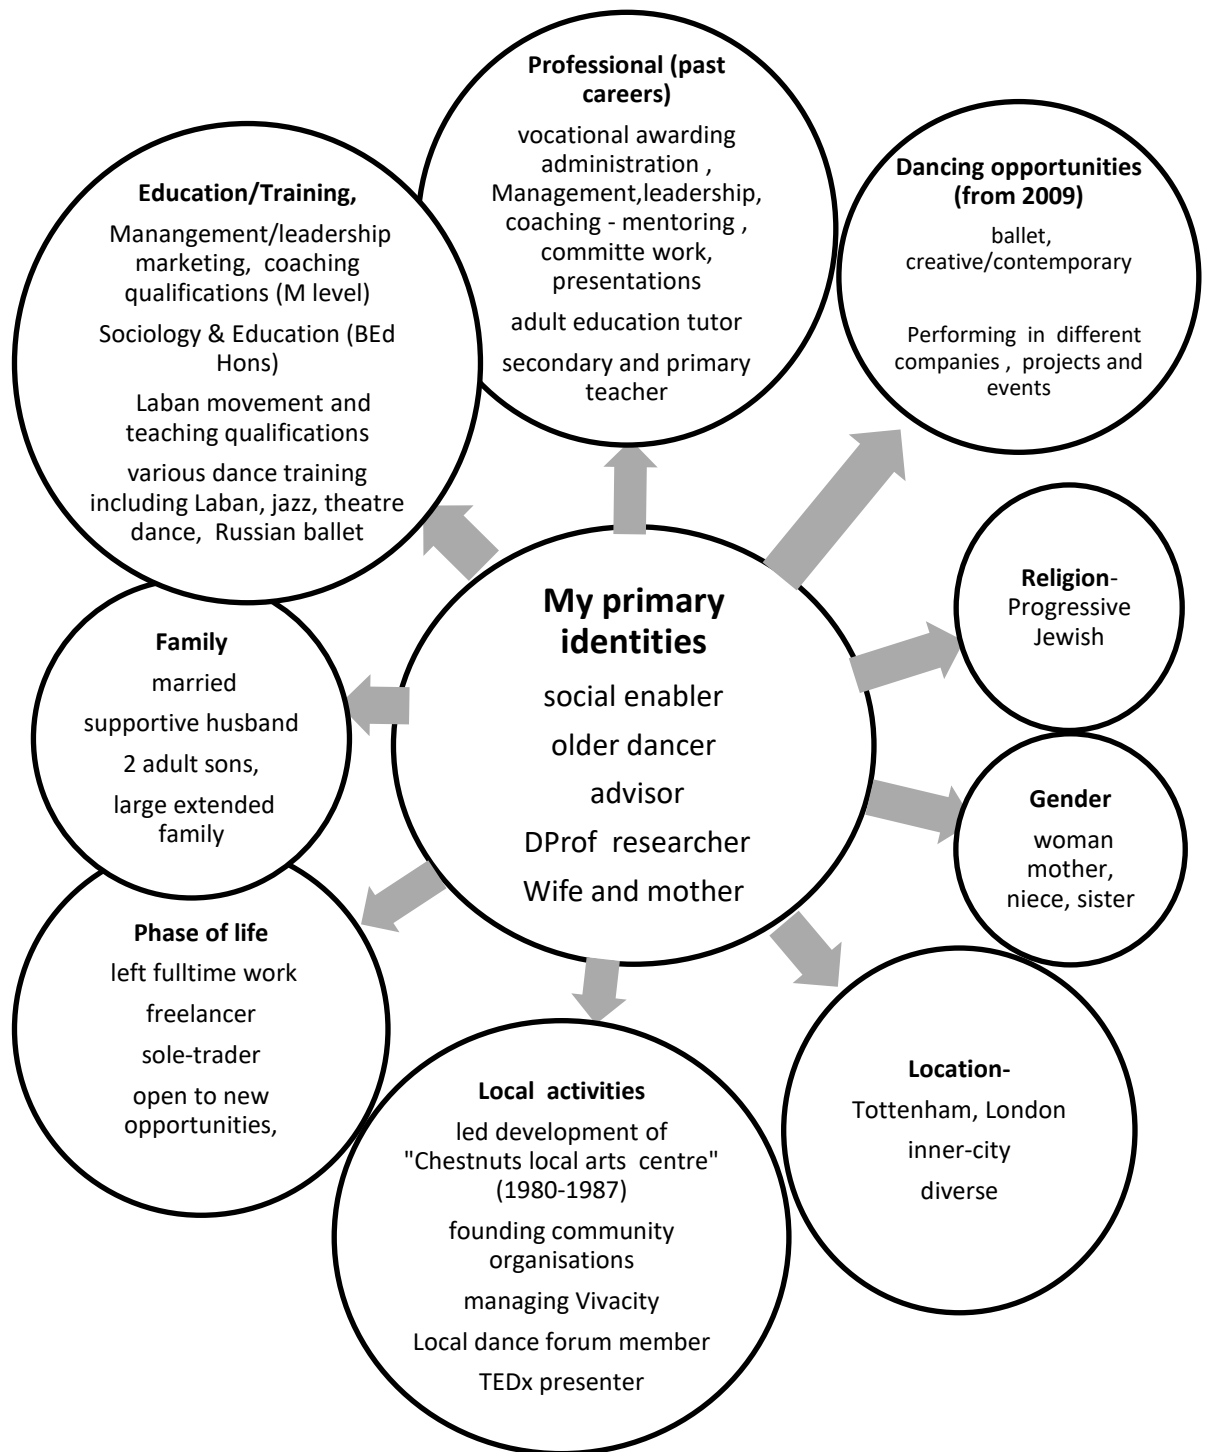 Professional (past
careers)
vocational awarding
administration ,
Management,leadership,
coaching - mentoring ,
committe work,
presentations
adult education tutor
secondary and primary
teacher
Dancing opportunities
(from 2009)
ballet,
creative/contemporary
Performing in different
companies , projects and
events
Education/Training,
Manangement/leadership
marketing, coaching
qualifications (M level)
Sociology & Education (BEd
Hons)
Laban movement and
teaching qualifications
various dance training
including Laban, jazz, theatre
dance, Russian ballet
My primary
identities
social enabler
older dancer
advisor
DProf researcher
Wife and mother
Religion-
Progressive
Jewish
Family
married
supportive husband
2 adult sons,
large extended
family
Gender
woman
mother,
niece, sister
Phase of life
left fulltime work
freelancer
sole-trader
open to new
opportunities,
Location-
Tottenham, London
inner-city
diverse
Local activities
led development of
"Chestnuts local arts centre"
(1980-1987)
founding community
organisations
managing Vivacity
Local dance forum member
TEDx presenter